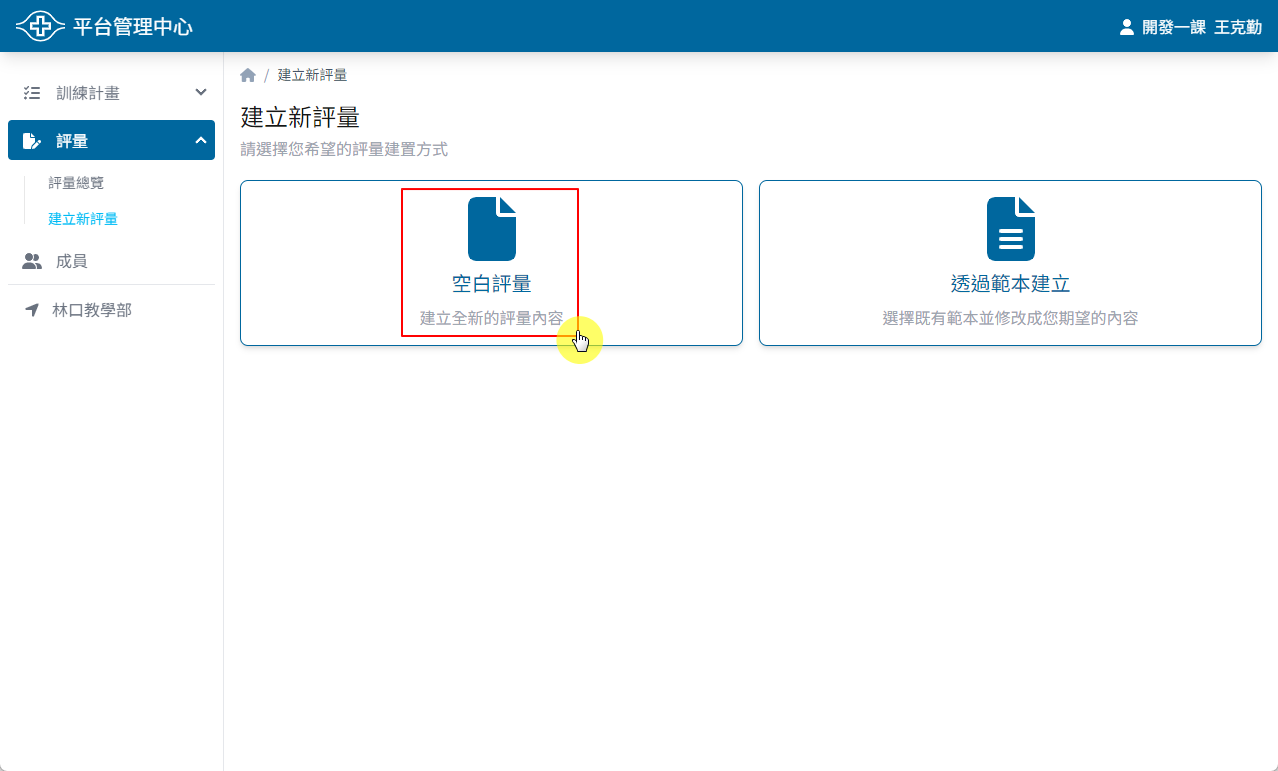 平台管理中心
開發一課 王克勤
訓練計畫
評量
評量總覽
建立新評量
成員
林口教學部
/ 建立新評量
建立新評量
請選擇您希望的評量建置方式
空白評量
建立全新的評量內容
透過範本建立
選擇既有範本並修改成您期望的內容